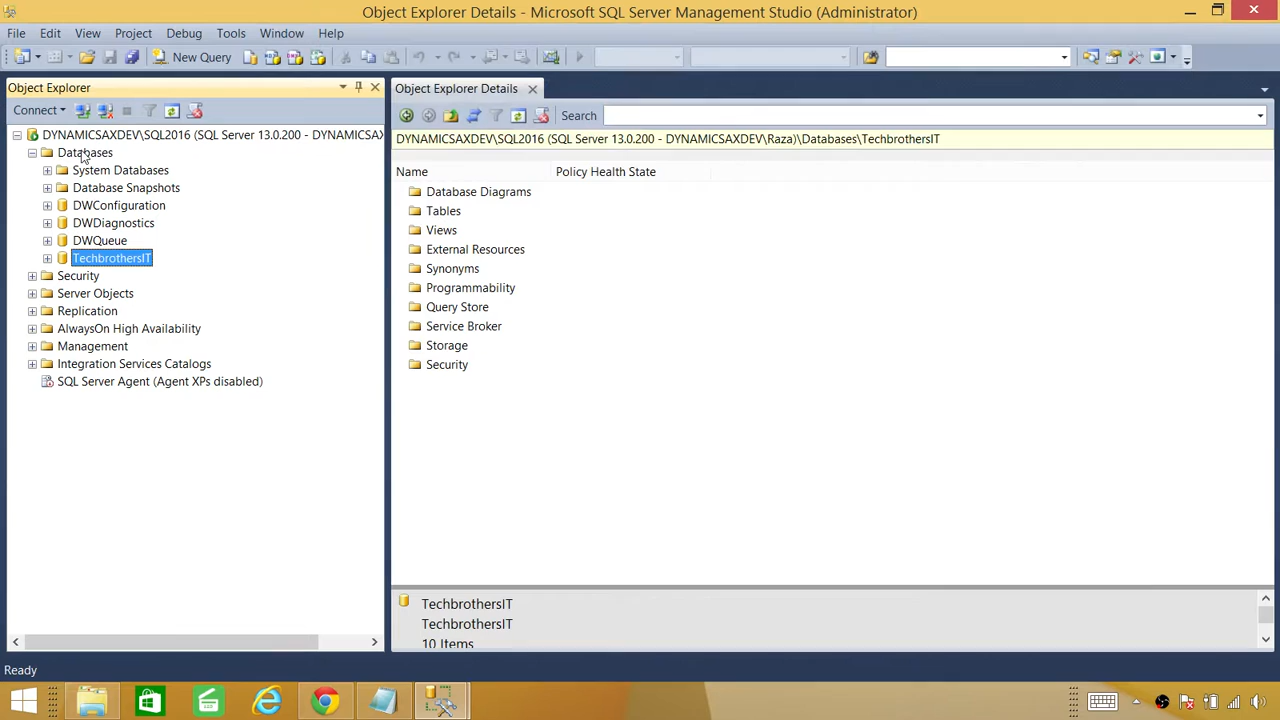 Object Explorer Details - Microsoft SQL Server Management Studio (Administrator)
File Edit View Project Debug Tools Window Help
New Query
Object Explorer
Connect
DYNAMICSAXDEV\SQL2016 (SQL Server 13.0.200 - DYNAMICSAX
Databases
System Databases
Database Snapshots
DWConfiguration
DWDiagnostics
DWQueue
TechbrothersIT
Security
Server Objects
Replication
AlwaysOn High Availability
Management
Integration Services Catalogs
SQL Server Agent (Agent XPs disabled)
Object Explorer Details
Search
DYNAMICSAXDEV\SQL2016 (SQL Server 13.0.200 - DYNAMICSAXDEV\Raza)\Databases\TechbrothersIT
Name Policy Health State
Database Diagrams
Tables
Views
External Resources
Synonyms
Programmability
Query Store
Service Broker
Storage
Security
TechbrothersIT
TechbrothersIT
10 Items
Ready